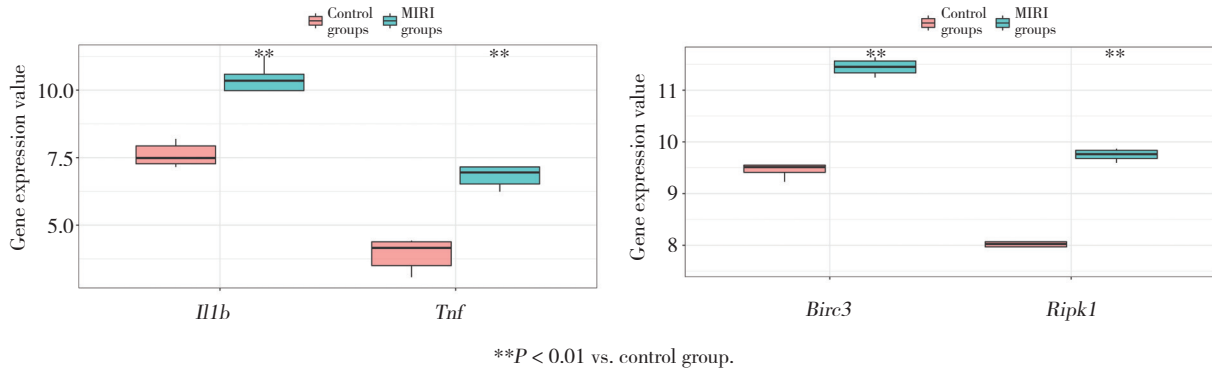 Control groups
MIRI groups
**
**
Gene expression value
10.0
7.5
5.0
Il1b
Tnf
Control groups
MIRI groups
**
**
Gene expression value
11
10
9
8
Birc3
Ripk1
**P < 0.01 vs. control group.